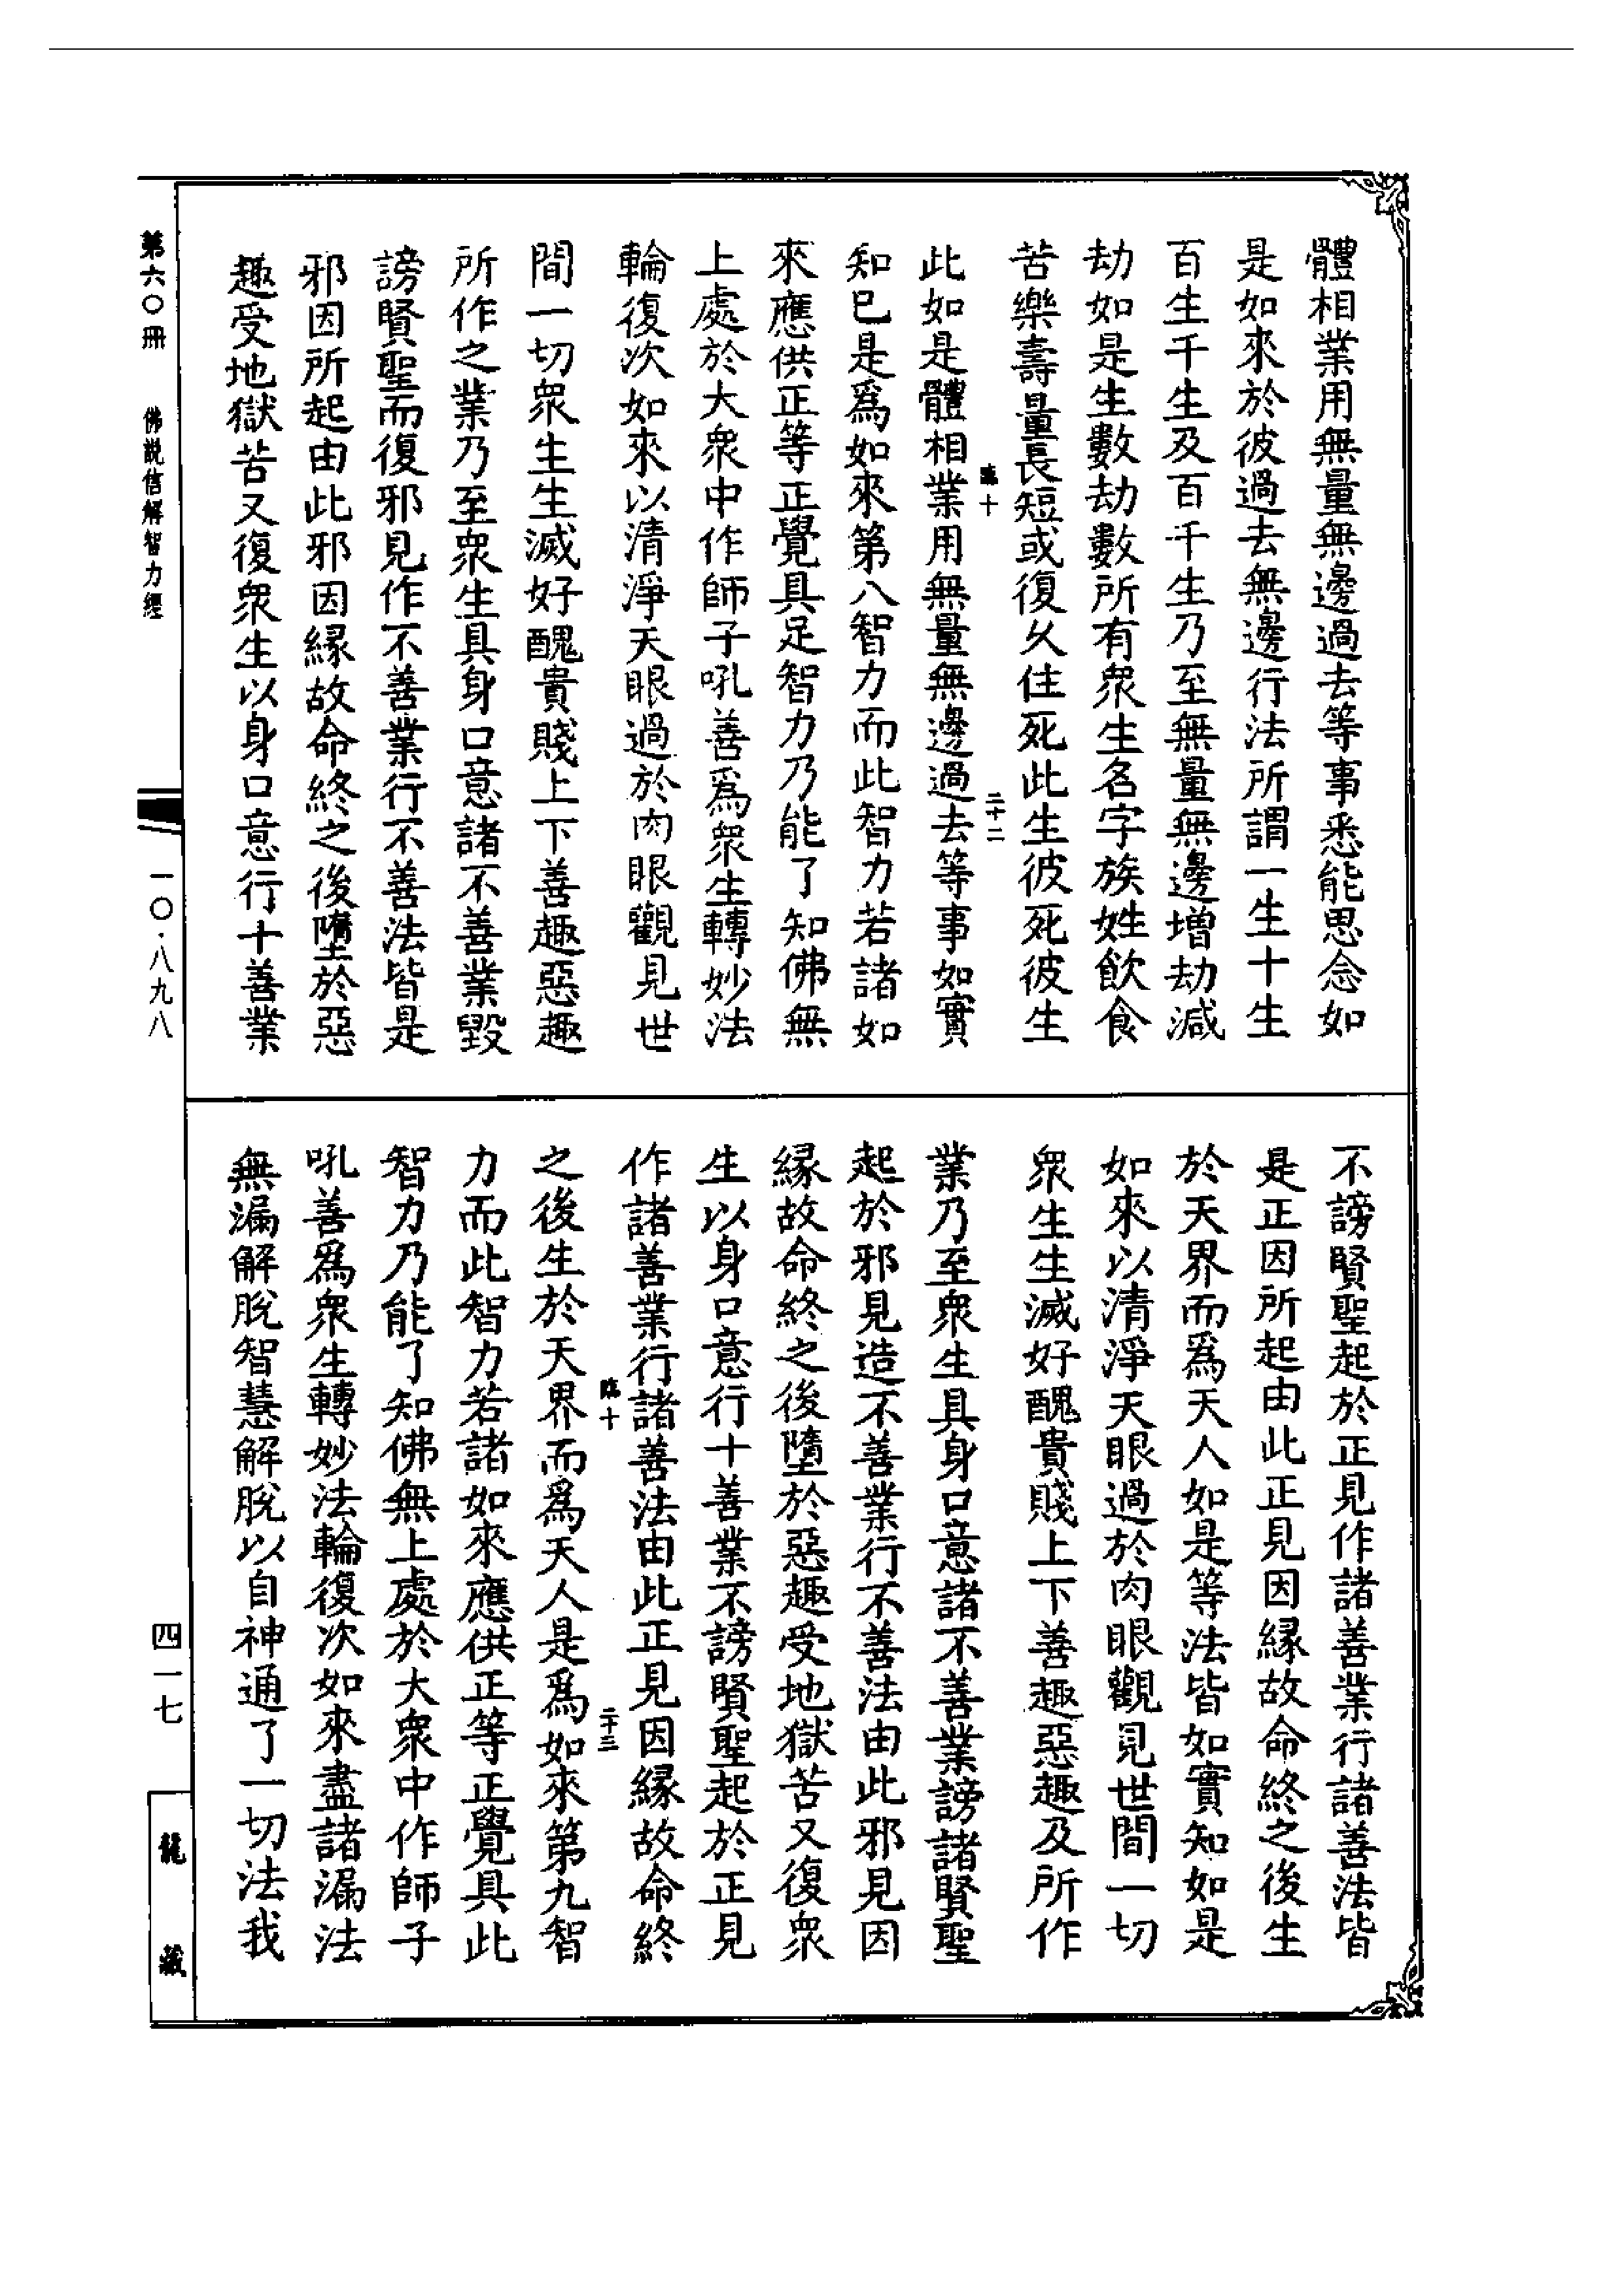 體相業用無量無邊過去等事悉能思念如
是如來於彼過去無邊行法所謂一生十生
百生千生及百千生乃至無量無邊增劫減
劫如是生數劫數所有衆生名字族姓飲食
苦樂壽量長短或復久住死此生彼死彼生
臨十
二十二
此如是體相業用無量無邊過去等事如實
知已是爲如來第八智力而此智力若諸如
來應供正等正覺具足智力乃能了知佛無
上處於大衆中作師子吼善爲衆生轉妙法
輪復次如來以清淨天眼過於肉眼觀見世
間一切衆生生滅好醜貴賤上下善趣惡趣
所作之業乃至衆生具身口意諸不善業毀
謗賢聖而復邪見作不善業行不善法皆是
邪因所起由此邪因緣故命終之後墮於惡
趣受地獄苦又復衆生以身口意行十善業
不謗賢聖起於正見作諸善業行諸善法皆
是正因所起由此正見因緣故命終之後生
於天界而爲天人如是等法皆如實知如是
如來以清淨天眼過於肉眼觀見世間一切
衆生生滅好醜貴賤上下善趣惡趣及所作
業乃至衆生具身口意諸不善業謗諸賢聖
起於邪見造不善業行不善法由此邪見因
緣故命終之後墮於惡趣受地獄苦又復衆
生以身口意行十善業不謗賢聖起於正見
作諸善業行諸善法由此正見因緣故命終
臨十
二十三
之後生於天界而爲天人是爲如來第九智
力而此智力若諸如來應供正等正覺具此
智力乃能了知佛無上處於大衆中作師子
吼善爲衆生轉妙法輪復次如來盡諸漏法
無漏解脫智慧解脫以自神通了一切法我
第六〇冊
佛說信解智力經
一〇·八九八
四一七
龍藏